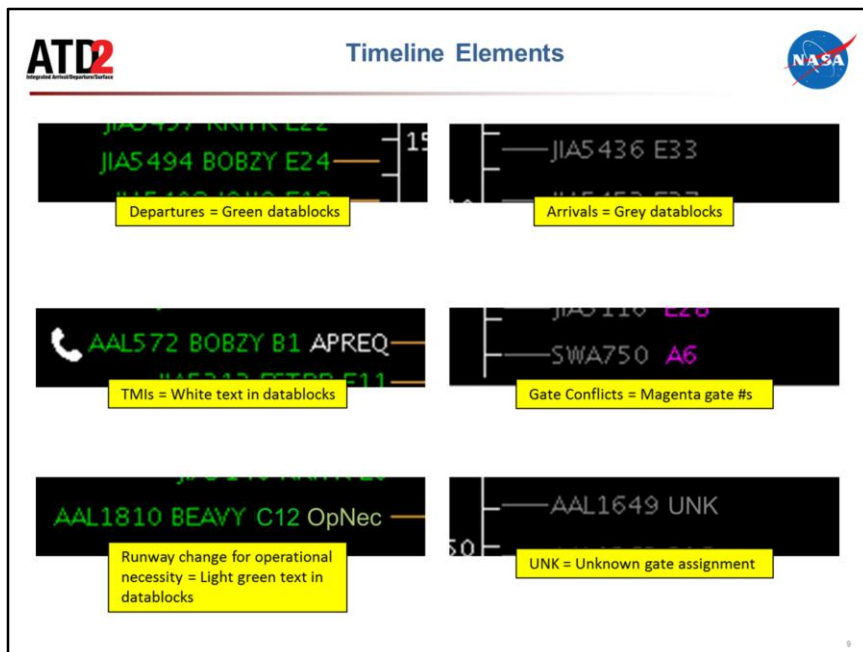 ATD2
Integrated Arrival/Departure/Surface
Timeline Elements
NASA
15
JIA5494 BOBZY E24
Departures = Green datablocks
JIA5436 E33
Arrivals = Grey datablocks
AAL572 BOBZY B1 APREQ
TMIs = White text in datablocks
JIA5116 E28
SWA750 A6
Gate Conflicts = Magenta gate #s
AAL1810 BEAVY C12 OpNec
Runway change for operational
necessity = Light green text in
datablocks
AAL1649 UNK
50
UNK = Unknown gate assignment
9